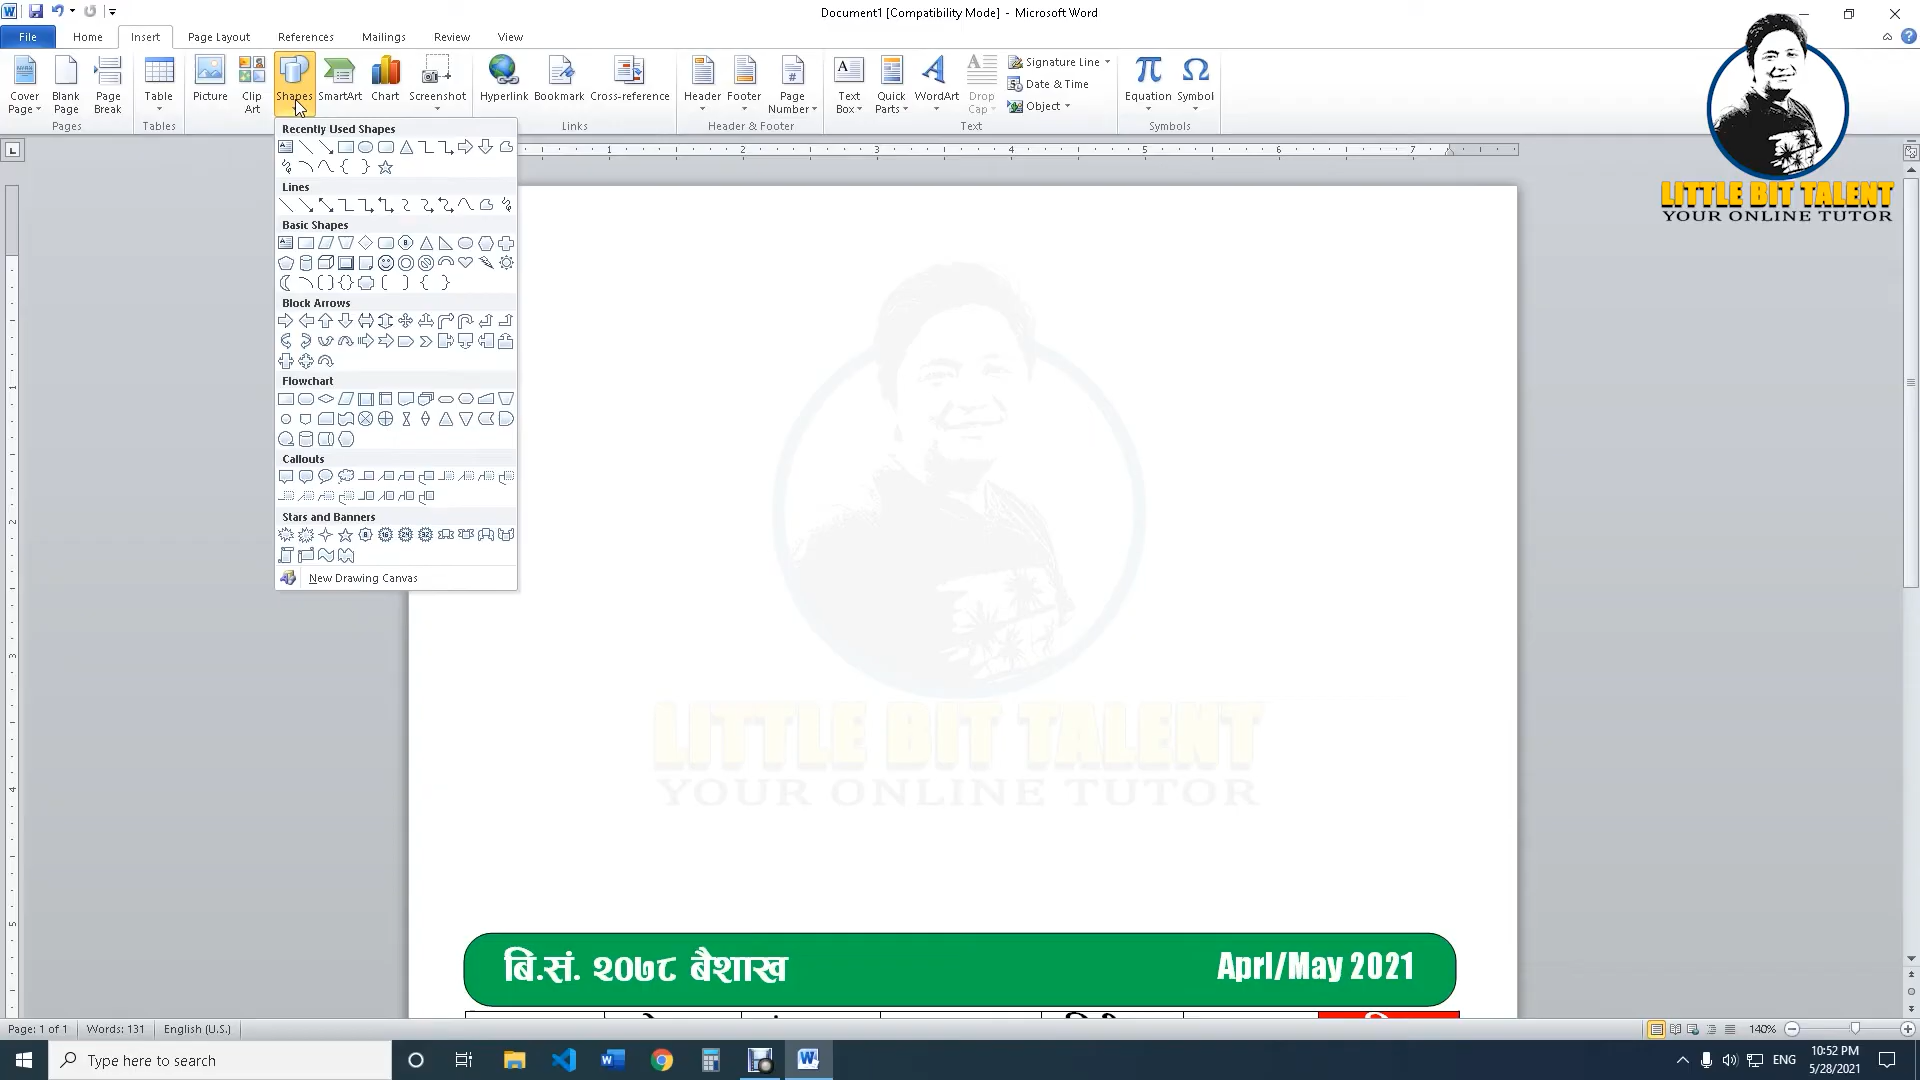 Document1 [Compatibility Mode] - Microsoft Word
File Home Insert Page Layout References Mailings Review View
Cover Page Blank Page Page Break Table Picture Clip Art Shapes SmartArt Chart Screenshot Hyperlink Bookmark Cross-reference Header Footer Page Number Text Box Quick Parts WordArt Drop Cap Signature Line Date & Time Object Equation Symbol
Pages Tables Links Header & Footer Text Symbols
Recently Used Shapes
Lines
Basic Shapes
Block Arrows
Flowchart
Callouts
Stars and Banners
New Drawing Canvas
LITTLE BIT TALENT
YOUR ONLINE TUTOR
LITTLE BIT TALENT
YOUR ONLINE TUTOR
बि.सं. २०७८ बैशाख Aprl/May 2021
Page: 1 of 1 Words: 131 English (U.S.) 140%
Type here to search ENG 10:52 PM
5/28/2021